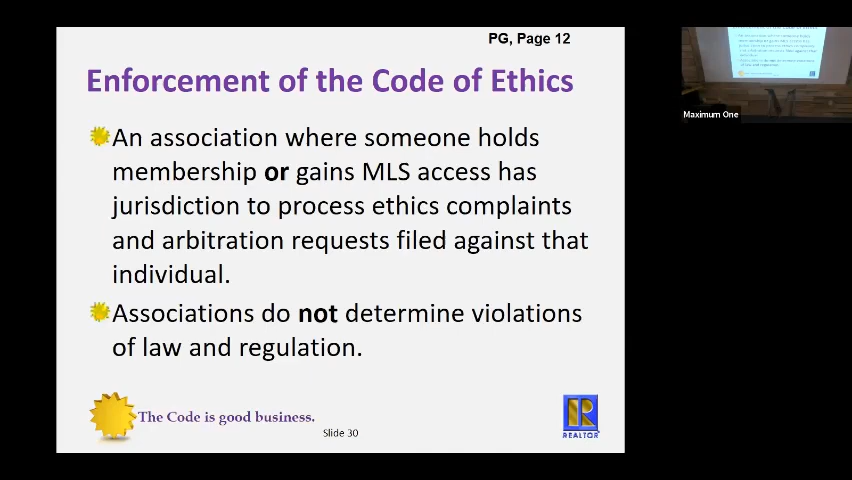 PG, Page 12
Enforcement of the Code of Ethics
An association where someone holds
membership or gains MLS access has
jurisdiction to process ethics complaints
and arbitration requests filed against that
individual.
Associations do not determine violations
of law and regulation.
The Code is good business.
Slide 30
REALTOR
Maximum One